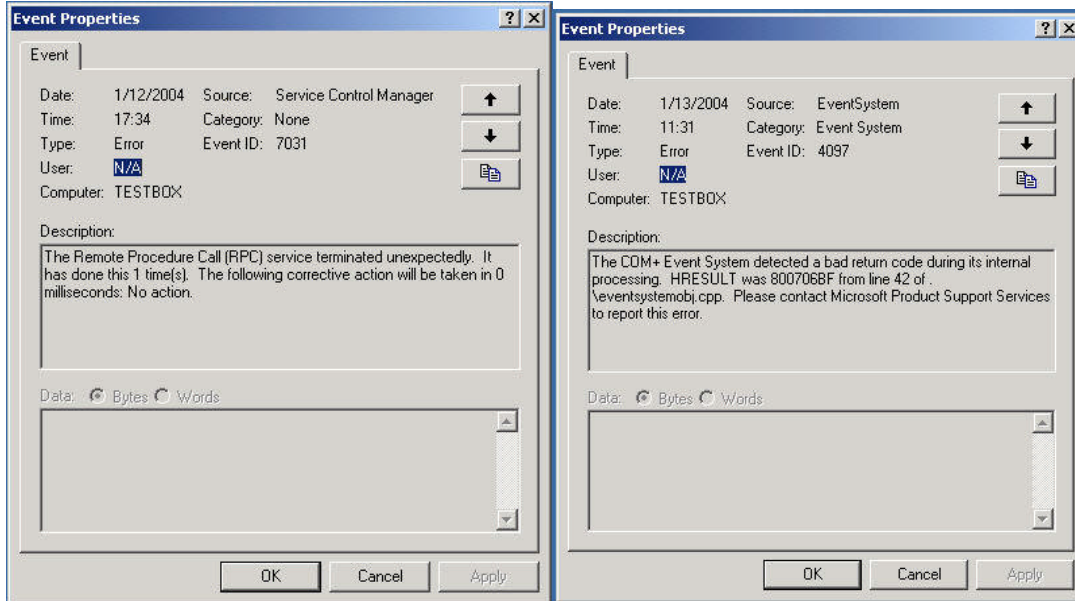 Event Properties
Event
Date: 1/12/2004 Source: Service Control Manager
Time: 17:34 Category: None
Type: Error Event ID: 7031
User: N/A
Computer: TESTBOX
Description:
The Remote Procedure Call (RPC) service terminated unexpectedly. It
has done this 1 time(s). The following corrective action will be taken in 0
milliseconds: No action.
Data: Bytes Words
OK Cancel Apply
Event Properties
Event
Date: 1/13/2004 Source: EventSystem
Time: 11:31 Category: Event System
Type: Error Event ID: 4097
User: N/A
Computer: TESTBOX
Description:
The COM+ Event System detected a bad return code during its internal
processing. HRESULT was 800706BF from line 42 of .
\eventsystemobj.cpp. Please contact Microsoft Product Support Services
to report this error.
Data: Bytes Words
OK Cancel Apply